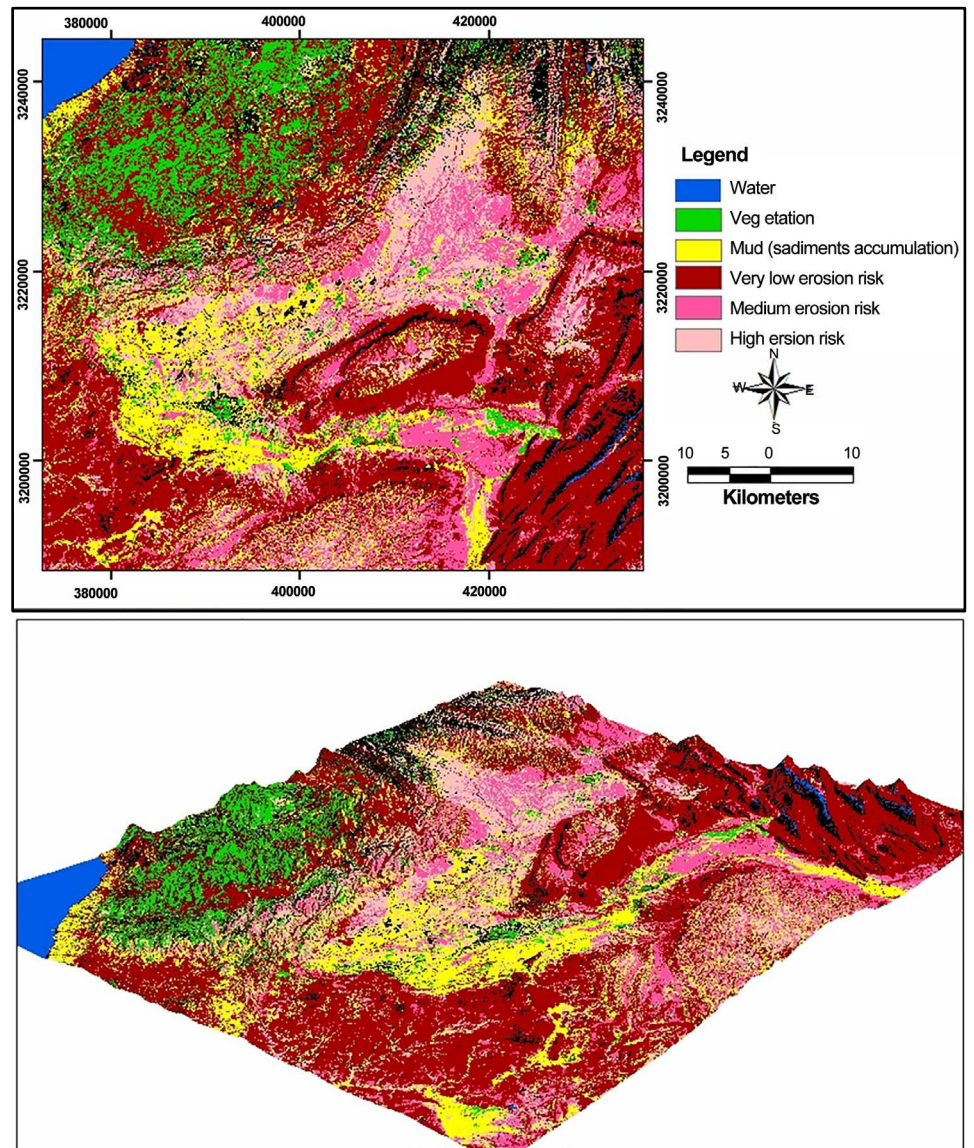 380000 400000 420000
3240000 3240000
Legend
Water
Veg etation
Mud (sadiments accumulation)
Very low erosion risk
Medium erosion risk
High ersion risk
3220000 3220000
N
W E
S
3200000 3200000
10 5 0 10
Kilometers
380000 400000 420000